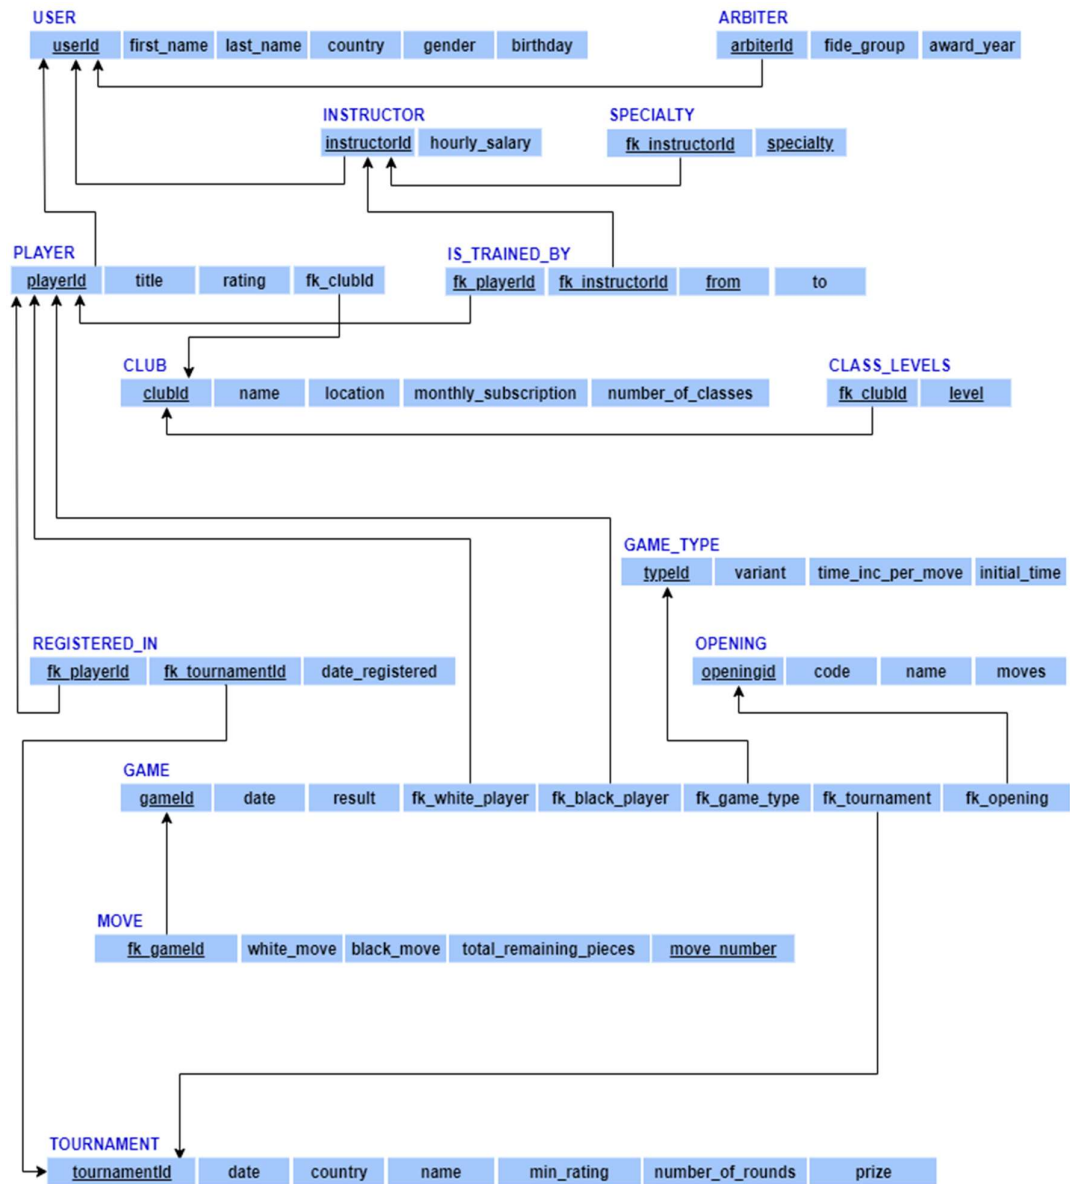 USER
userId first_name last_name country gender birthday
ARBITER
arbiterId fide_group award_year
INSTRUCTOR
instructorId hourly_salary
SPECIALTY
fk_instructorId specialty
PLAYER
playerId title rating fk_clubId
IS_TRAINED_BY
fk_playerId fk_instructorId from to
CLUB
clubId name location monthly_subscription number_of_classes
CLASS_LEVELS
fk_clubId level
GAME_TYPE
typeId variant time_inc_per_move initial_time
REGISTERED_IN
fk_playerId fk_tournamentId date_registered
OPENING
openingid code name moves
GAME
gameId date result fk_white_player fk_black_player fk_game_type fk_tournament fk_opening
MOVE
fk_gameId white_move black_move total_remaining_pieces move_number
TOURNAMENT
tournamentId date country name min_rating number_of_rounds prize